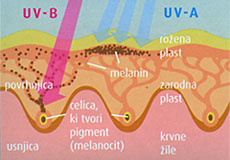 UV-B
UV-A
rožena
plast
povrhnjica
melanin
zarodna
plast
celica,
ki tvori
pigment
(melanocit)
usnjica
krvne
žile